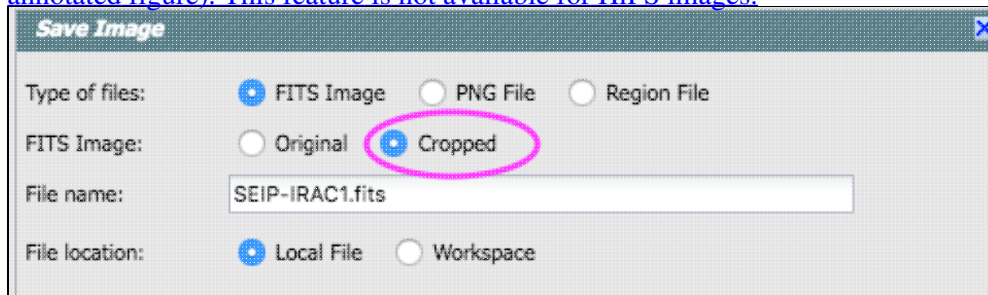 annotated figure). This feature is not available for HiPS images.
Save Image
Type of files: FITS Image PNG File Region File
FITS Image: Original Cropped
File name: SEIP-IRAC1.fits
File location: Local File Workspace